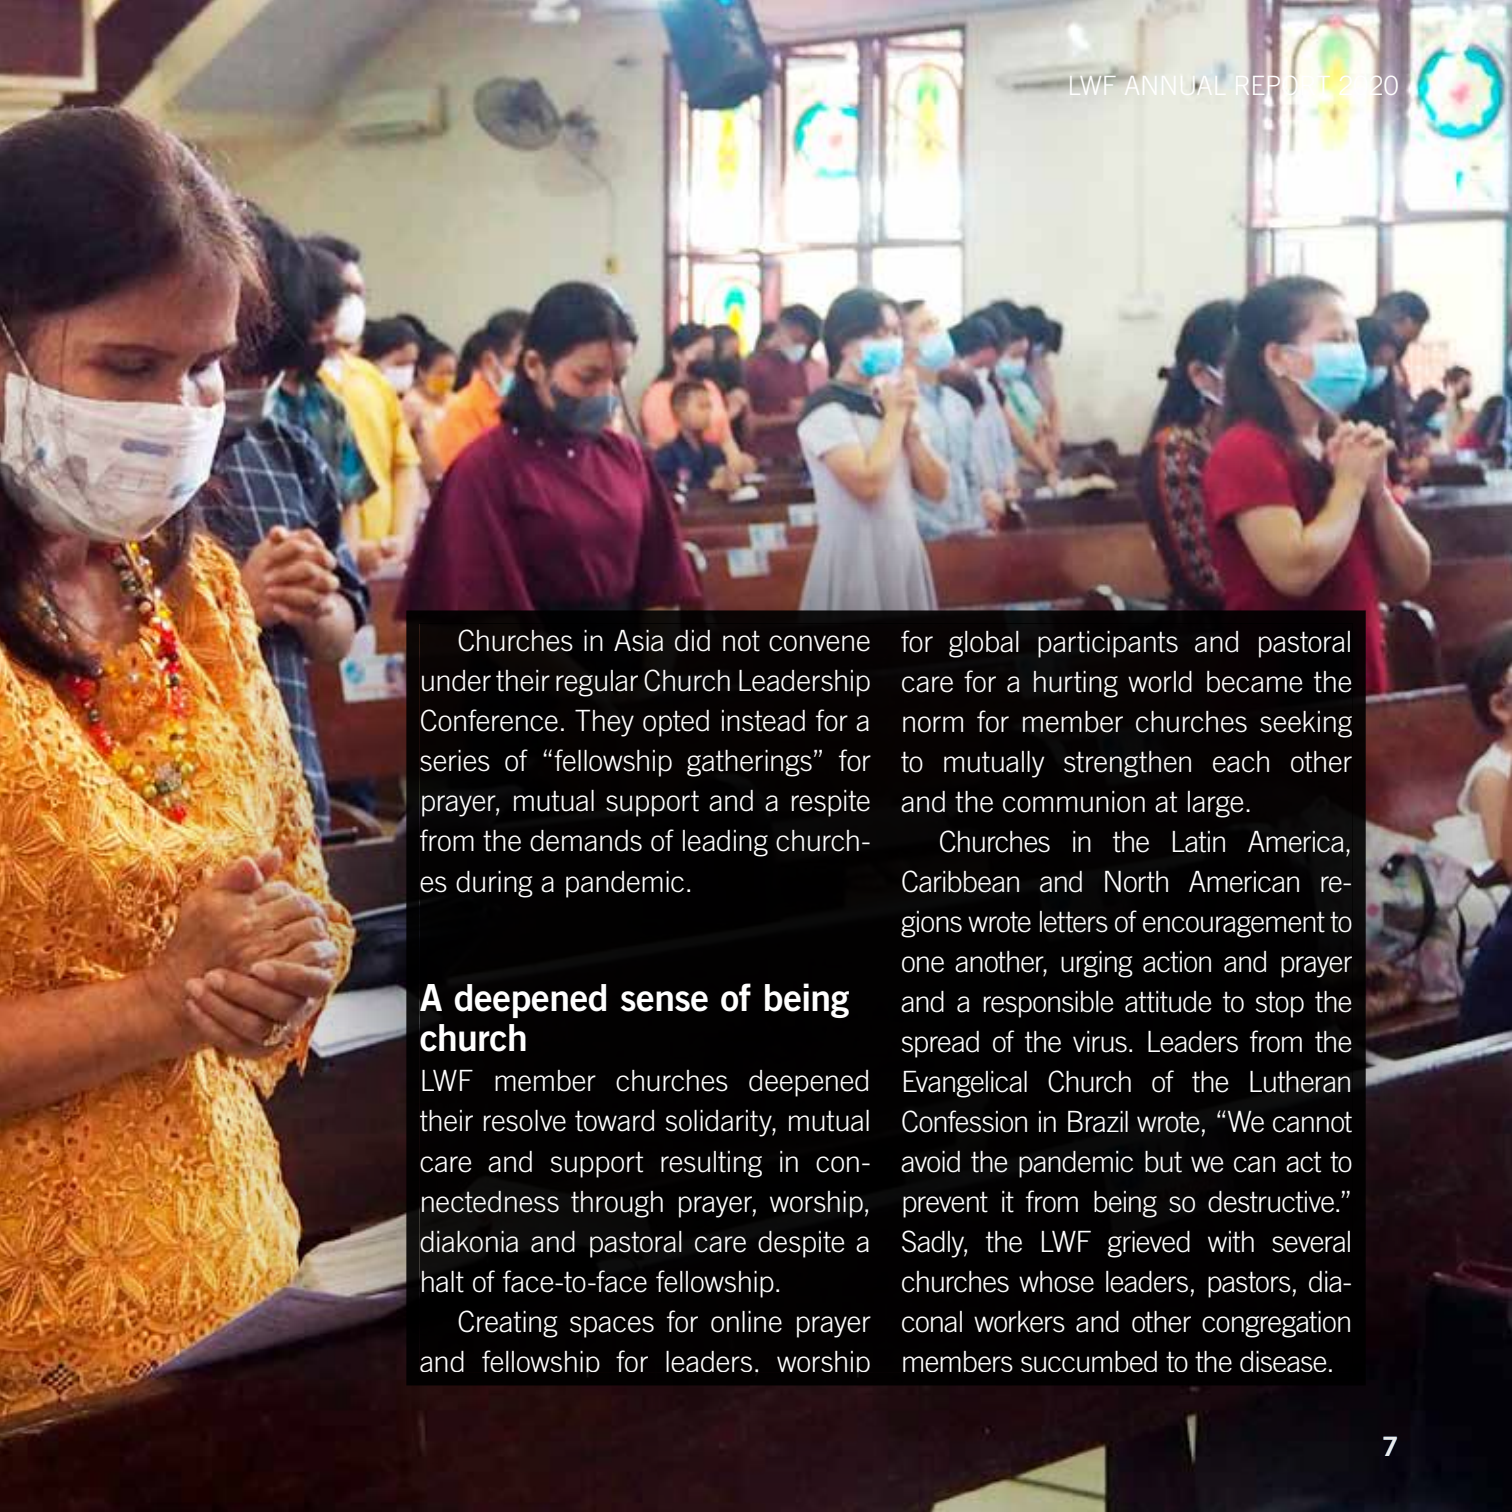 LWF ANNUAL REPORT 2020
Churches in Asia did not convene
under their regular Church Leadership
Conference. They opted instead for a
series of “fellowship gatherings” for
prayer, mutual support and a respite
from the demands of leading church-
es during a pandemic.
A deepened sense of being
church
LWF member churches deepened
their resolve toward solidarity, mutual
care and support resulting in con-
nectedness through prayer, worship,
diakonia and pastoral care despite a
halt of face-to-face fellowship.
Creating spaces for online prayer
and fellowship for leaders. worship
for global participants and pastoral
care for a hurting world became the
norm for member churches seeking
to mutually strengthen each other
and the communion at large.
Churches in the Latin America,
Caribbean and North American re-
gions wrote letters of encouragement to
one another, urging action and prayer
and a responsible attitude to stop the
spread of the virus. Leaders from the
Evangelical Church of the Lutheran
Confession in Brazil wrote, “We cannot
avoid the pandemic but we can act to
prevent it from being so destructive.”
Sadly, the LWF grieved with several
churches whose leaders, pastors, dia-
conal workers and other congregation
members succumbed to the disease.
7